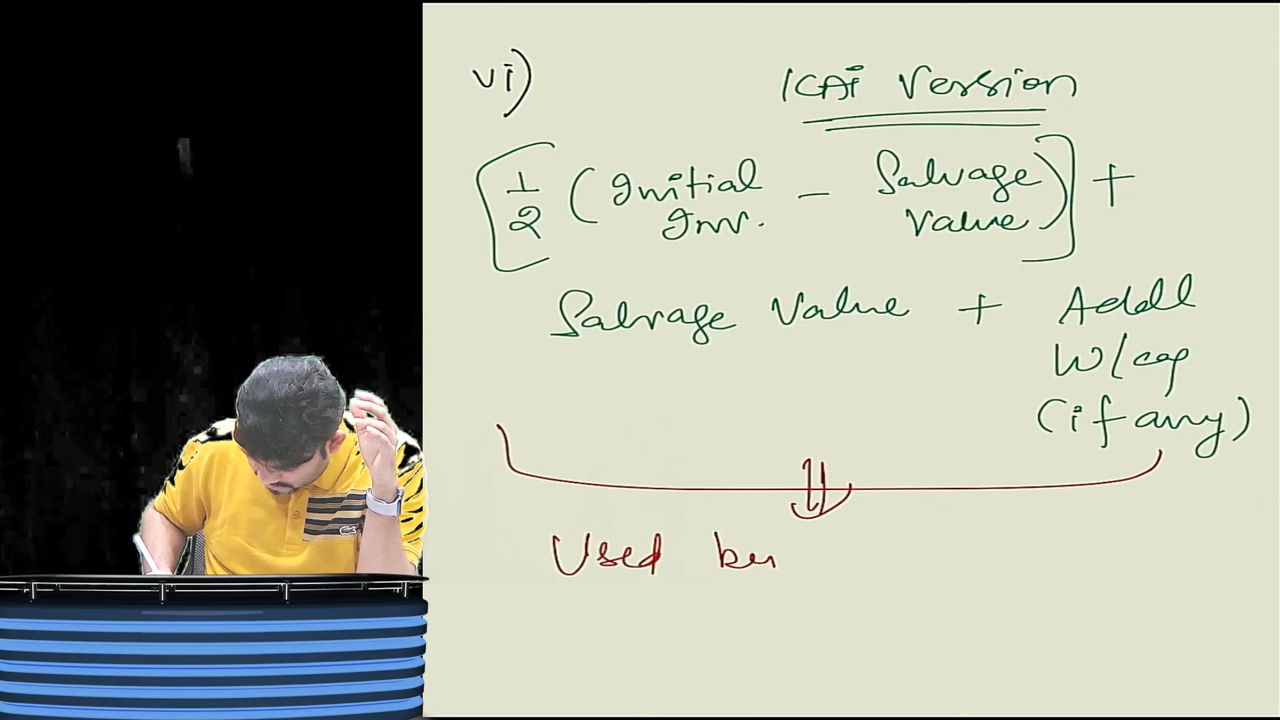 vi)
ICAI Version
[1/2 (Initial Inv. - Salvage Value)] +
Salvage Value + Addl W/cap (if any)
Used